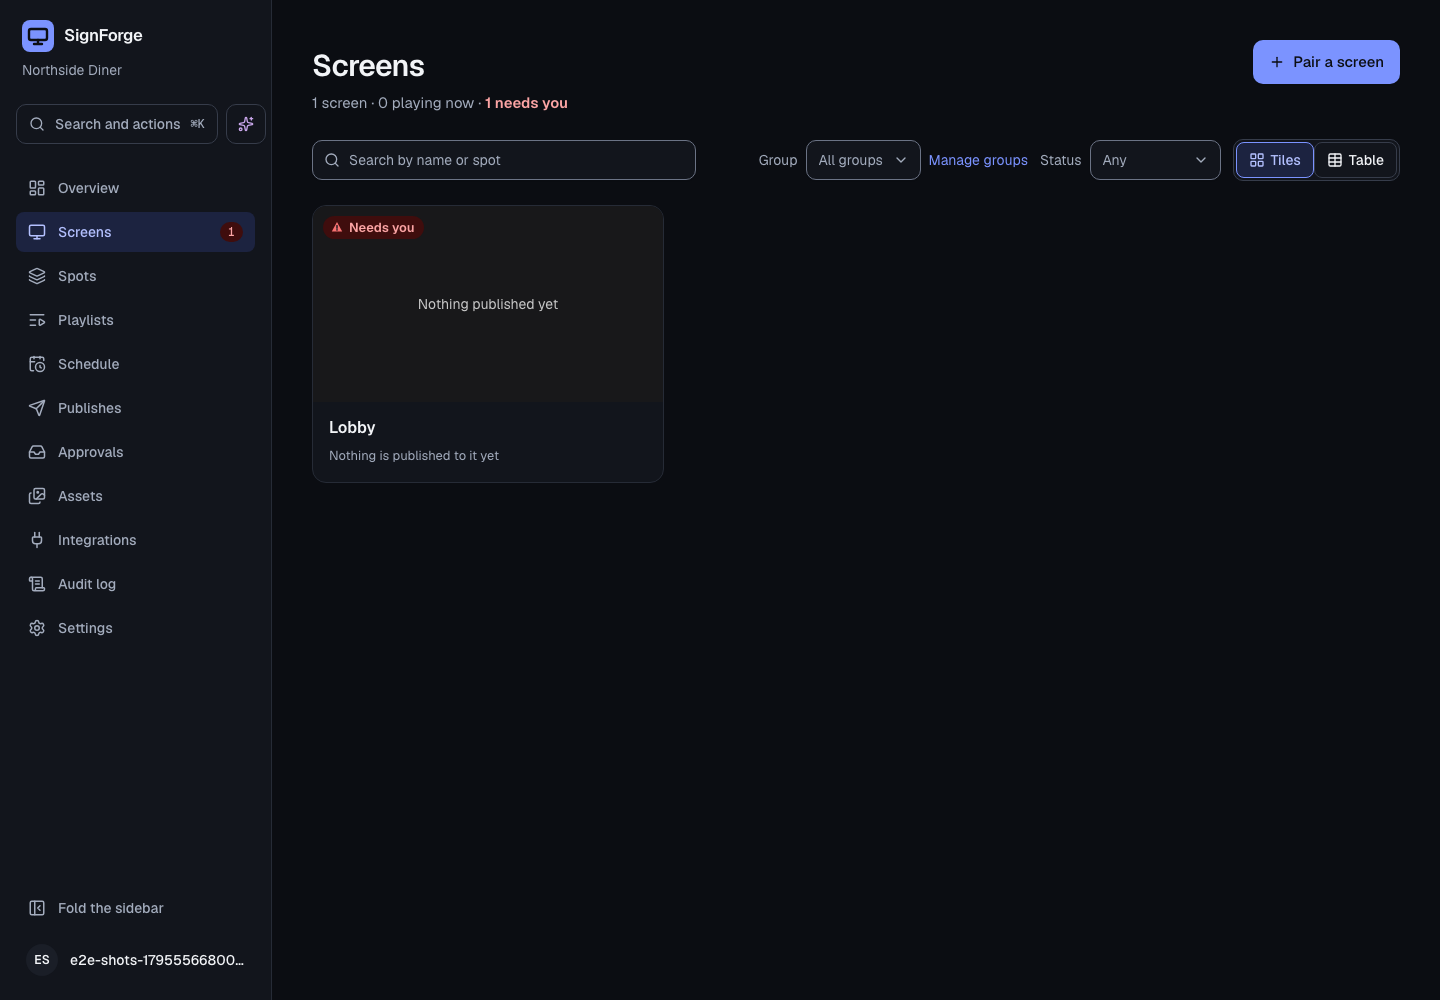 SignForge
Northside Diner
Search and actions ⌘K
Overview
Screens 1
Spots
Playlists
Schedule
Publishes
Approvals
Assets
Integrations
Audit log
Settings
Fold the sidebar
ES e2e-shots-17955566800...
Screens
Pair a screen
1 screen · 0 playing now · 1 needs you
Search by name or spot
Group All groups Manage groups Status Any Tiles Table
Needs you
Nothing published yet
Lobby
Nothing is published to it yet